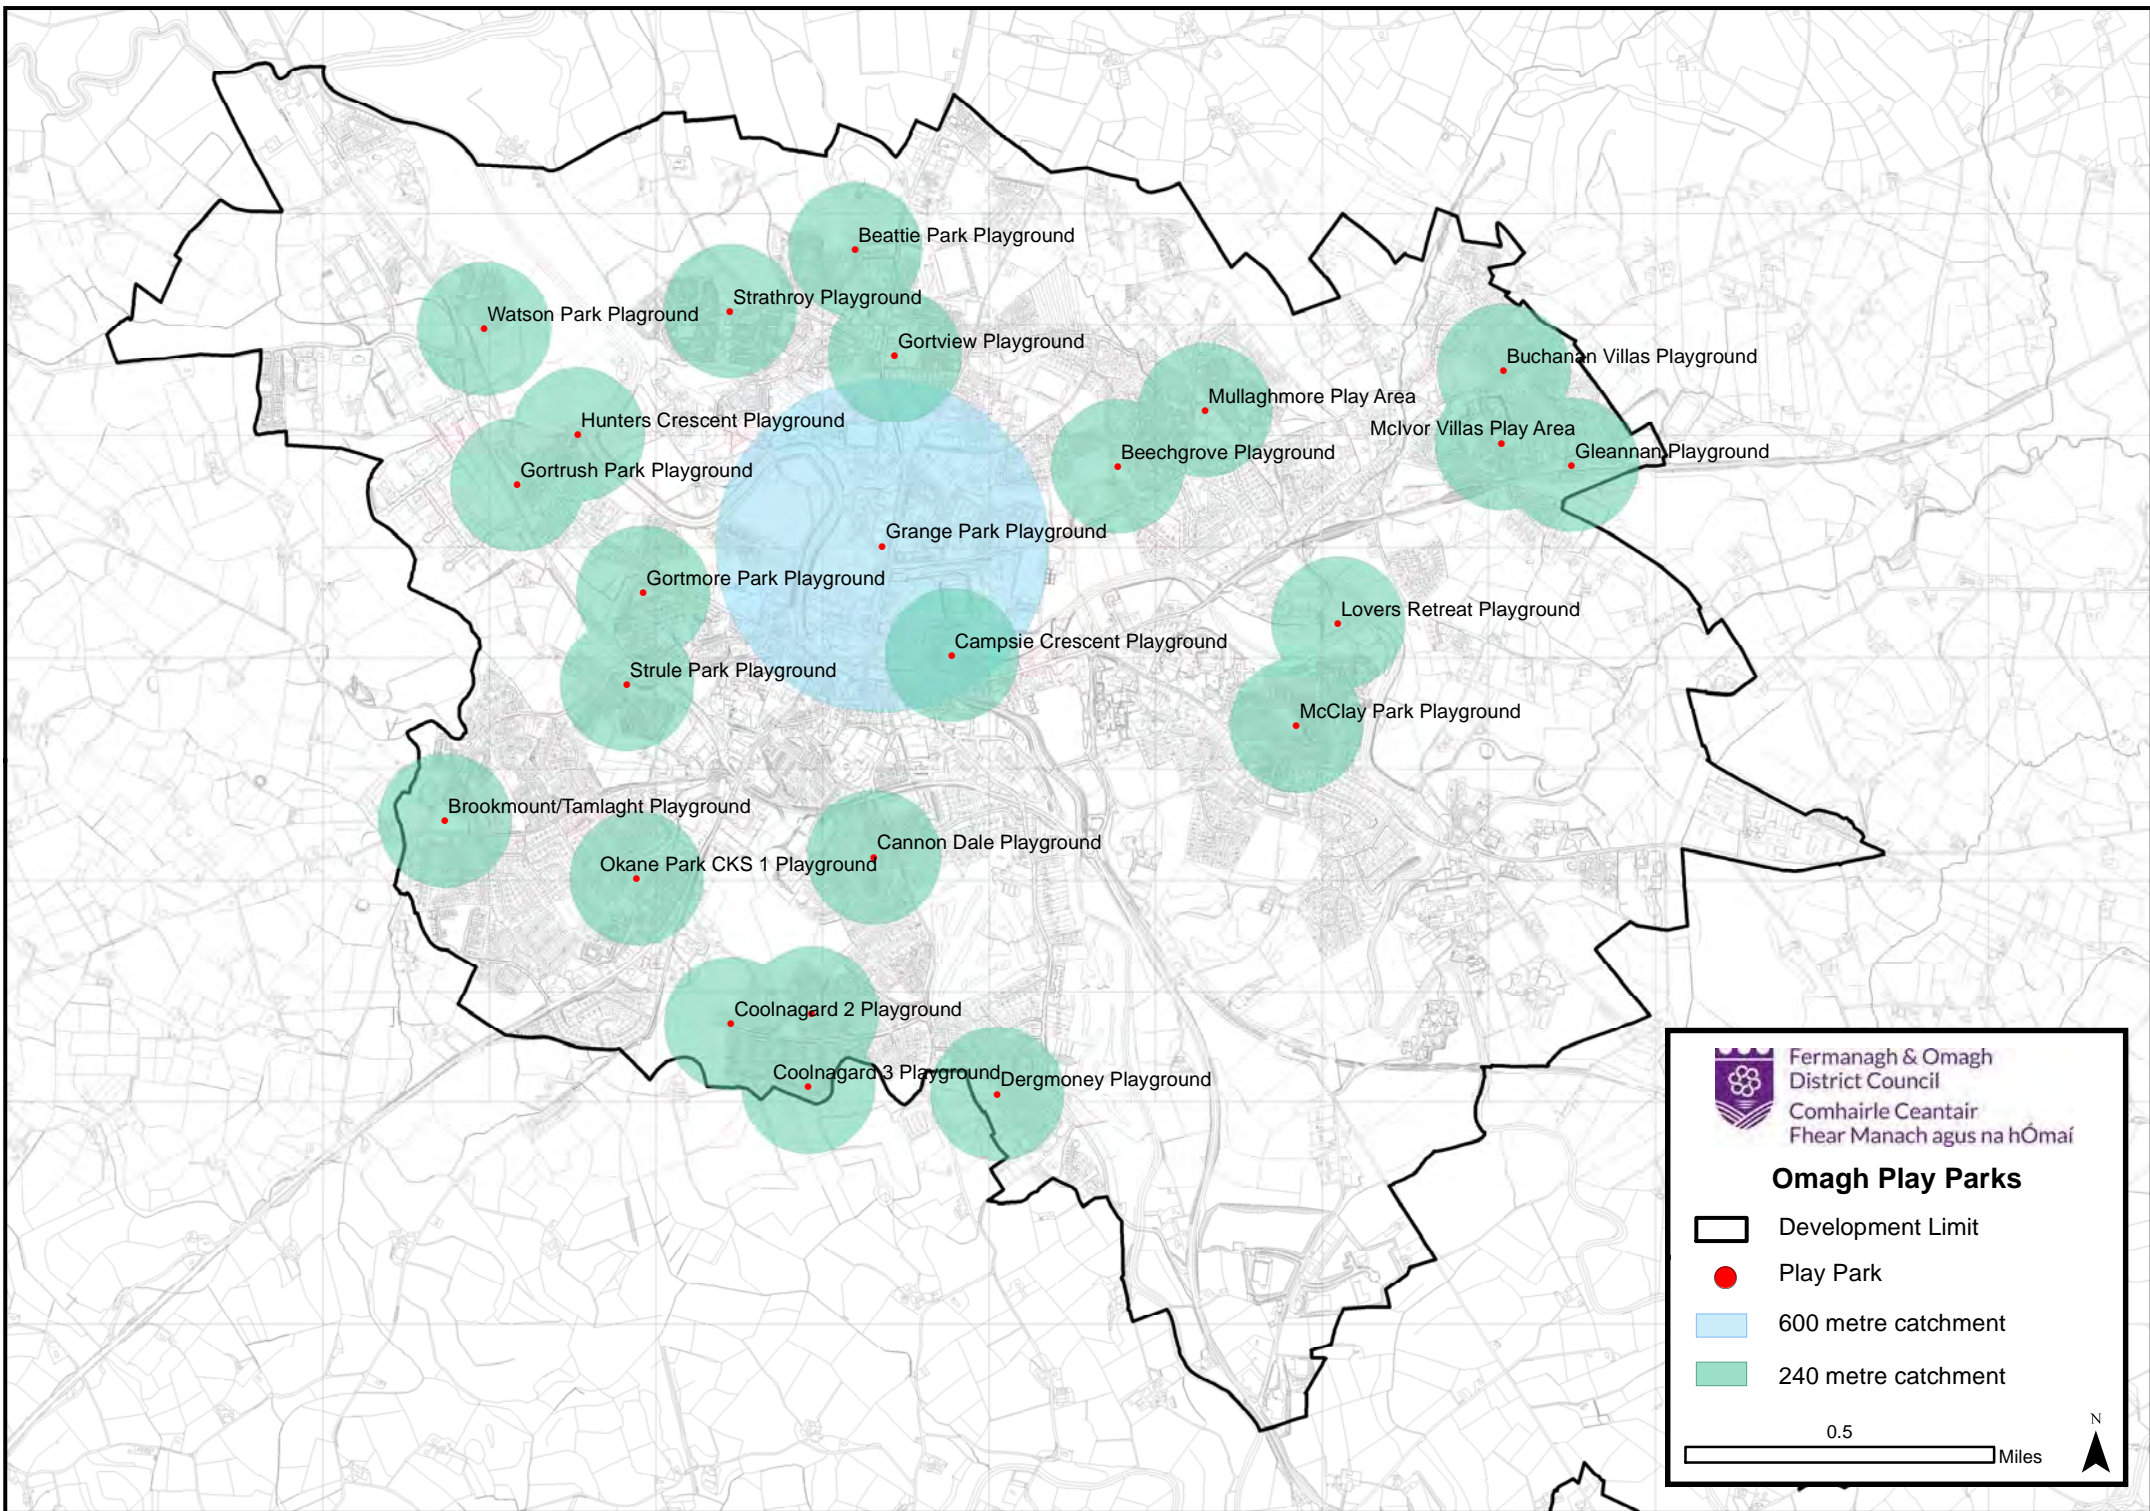 Beattie Park Playground
Strathroy Playground
Watson Park Plaground
Gortview Playground
Buchanan Villas Playground
Mullaghmore Play Area
Hunters Crescent Playground
McIvor Villas Play Area
Beechgrove Playground
Gleannan Playground
Gortrush Park Playground
Grange Park Playground
Gortmore Park Playground
Lovers Retreat Playground
Campsie Crescent Playground
Strule Park Playground
McClay Park Playground
Brookmount/Tamlaght Playground
Cannon Dale Playground
Okane Park CKS 1 Playground
Coolnagard 2 Playground
Coolnagard 3 Playground
Dergmoney Playground
Fermanagh & Omagh
District Council
Comhairle Ceantair
Fhear Manach agus na hÓmaí
Omagh Play Parks
Development Limit
Play Park
600 metre catchment
240 metre catchment
0.5
Miles
N